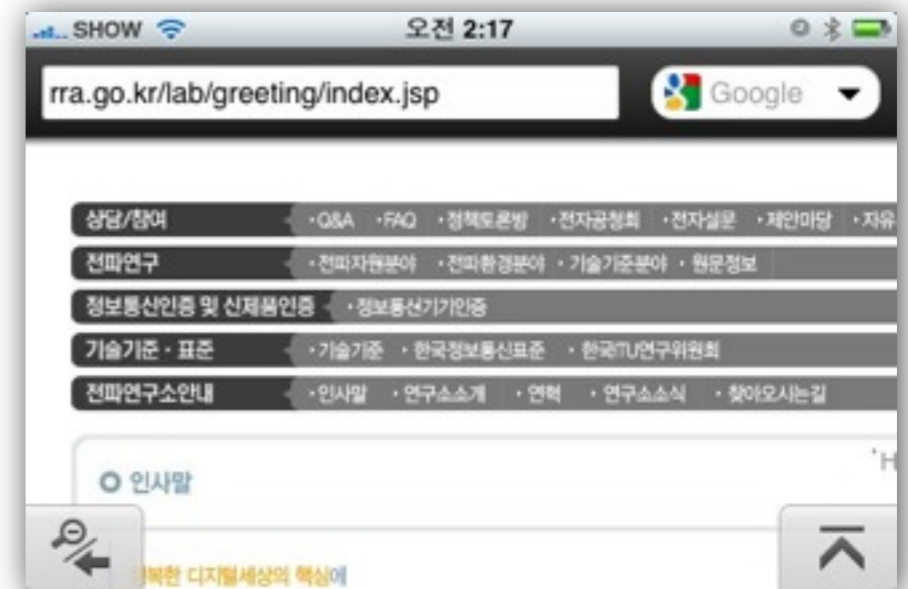 SHOW 오전 2:17
rra.go.kr/lab/greeting/index.jsp Google
상담/참여 ·Q&A ·FAQ ·정책토론방 ·전자공청회 ·전자설문 ·제안마당 ·자유
전파연구 ·전파자원분야 ·전파환경분야 ·기술기준분야 ·원문정보
정보통신인증 및 신제품인증 ·정보통신기기인증
기술기준·표준 ·기술기준 ·한국정보통신표준 ·한국ITU연구위원회
전파연구소안내 ·인사말 ·연구소소개 ·연혁 ·연구소소식 ·찾아오시는길
인사말
디지털세상의 핵심에